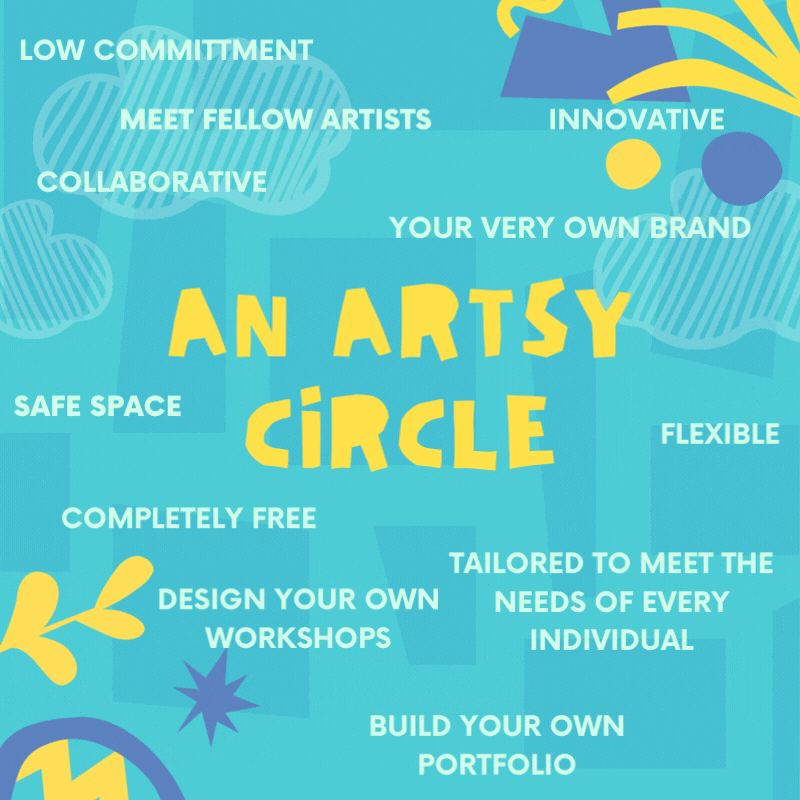 LOW COMMITTMENT
MEET FELLOW ARTISTS
INNOVATIVE
COLLABORATIVE
YOUR VERY OWN BRAND
AN ARTSY
CiRCLE
SAFE SPACE
FLEXIBLE
COMPLETELY FREE
TAILORED TO MEET THE
NEEDS OF EVERY
INDIVIDUAL
DESIGN YOUR OWN
WORKSHOPS
BUILD YOUR OWN
PORTFOLIO